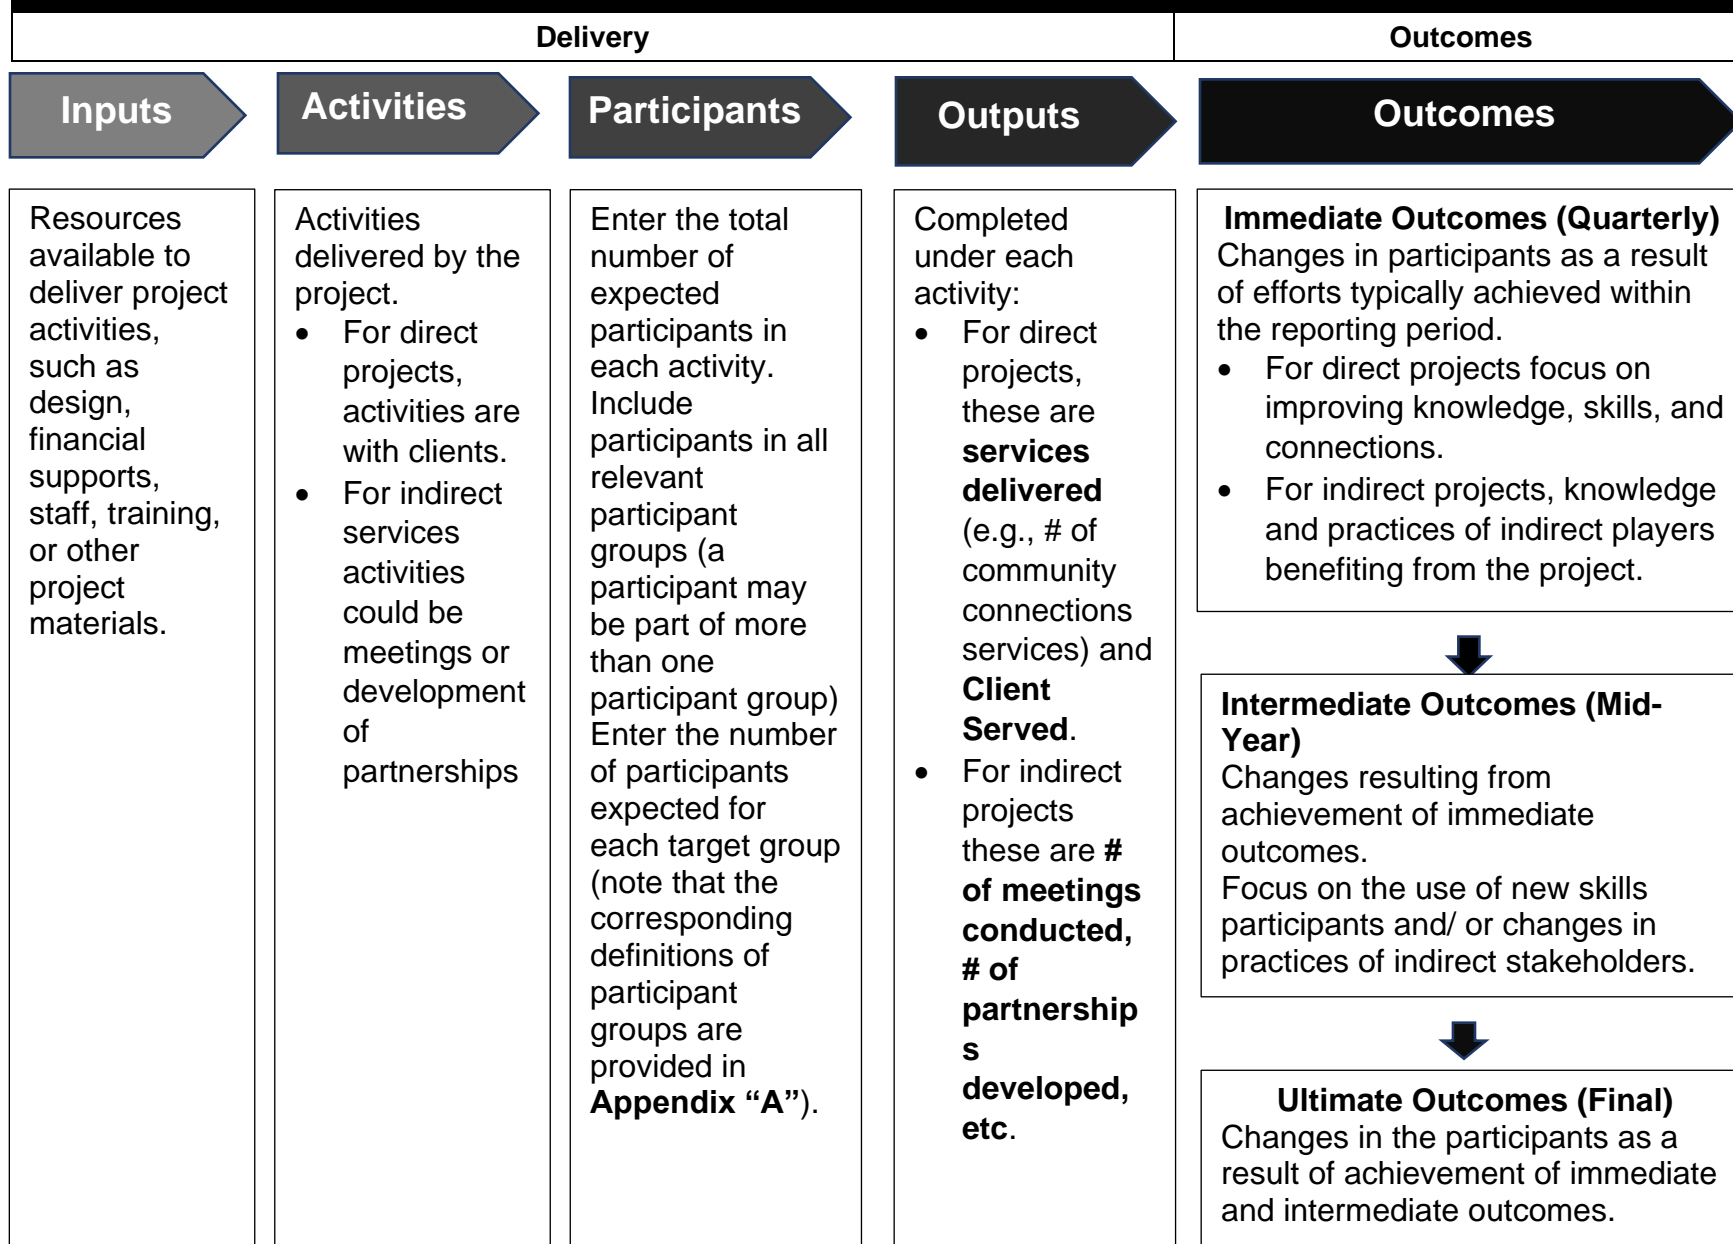 Delivery
Outcomes
Inputs
Activities
Participants
Outputs
Outcomes
Resources
available to
deliver project
activities,
such as
design,
financial
supports,
staff, training,
or other
project
materials.
Activities
delivered by the
project.
• For direct
projects,
activities are
with clients.
• For indirect
services
activities
could be
meetings or
development
of
partnerships
Enter the total
number of
expected
participants in
each activity.
Include
participants in all
relevant
participant
groups (a
participant may
be part of more
than one
participant group)
Enter the number
of participants
expected for
each target group
(note that the
corresponding
definitions of
participant
groups are
provided in
Appendix “A”).
Completed
under each
activity:
• For direct
projects,
these are
services
delivered
(e.g., # of
community
connections
services) and
Client
Served.
• For indirect
projects
these are #
of meetings
conducted,
# of
partnership
s
developed,
etc.
Immediate Outcomes (Quarterly)
Changes in participants as a result
of efforts typically achieved within
the reporting period.
• For direct projects focus on
improving knowledge, skills, and
connections.
• For indirect projects, knowledge
and practices of indirect players
benefiting from the project.
Intermediate Outcomes (Mid-
Year)
Changes resulting from
achievement of immediate
outcomes.
Focus on the use of new skills
participants and/ or changes in
practices of indirect stakeholders.
Ultimate Outcomes (Final)
Changes in the participants as a
result of achievement of immediate
and intermediate outcomes.